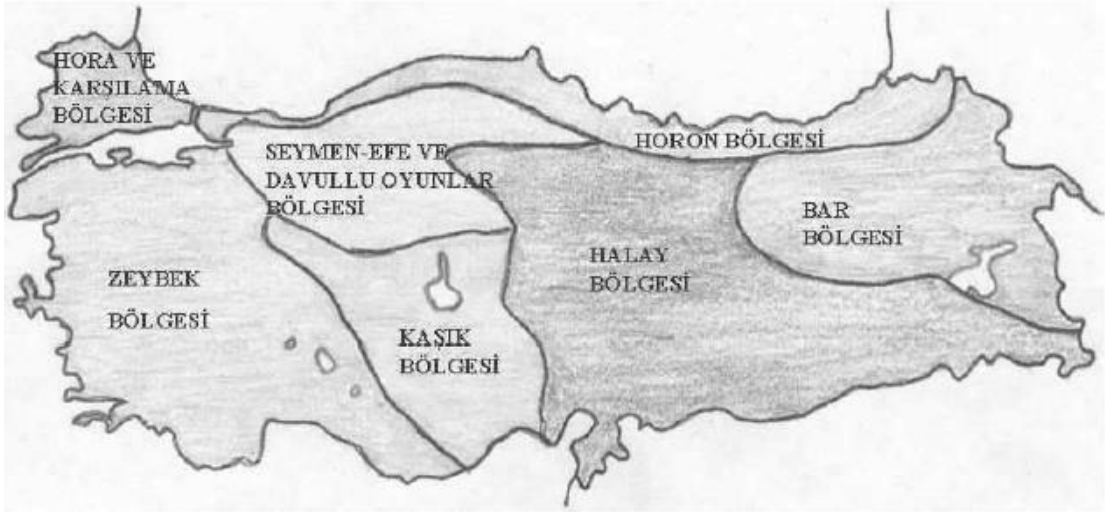 HORA VE
KARŞILAMA
BÖLGESİ
HORON BÖLGESİ
SEYMEN-EFE VE
DAVULLU OYUNLAR
BÖLGESİ
BAR
BÖLGESİ
HALAY
BÖLGESİ
ZEYBEK
BÖLGESİ
KAŞIK
BÖLGESİ